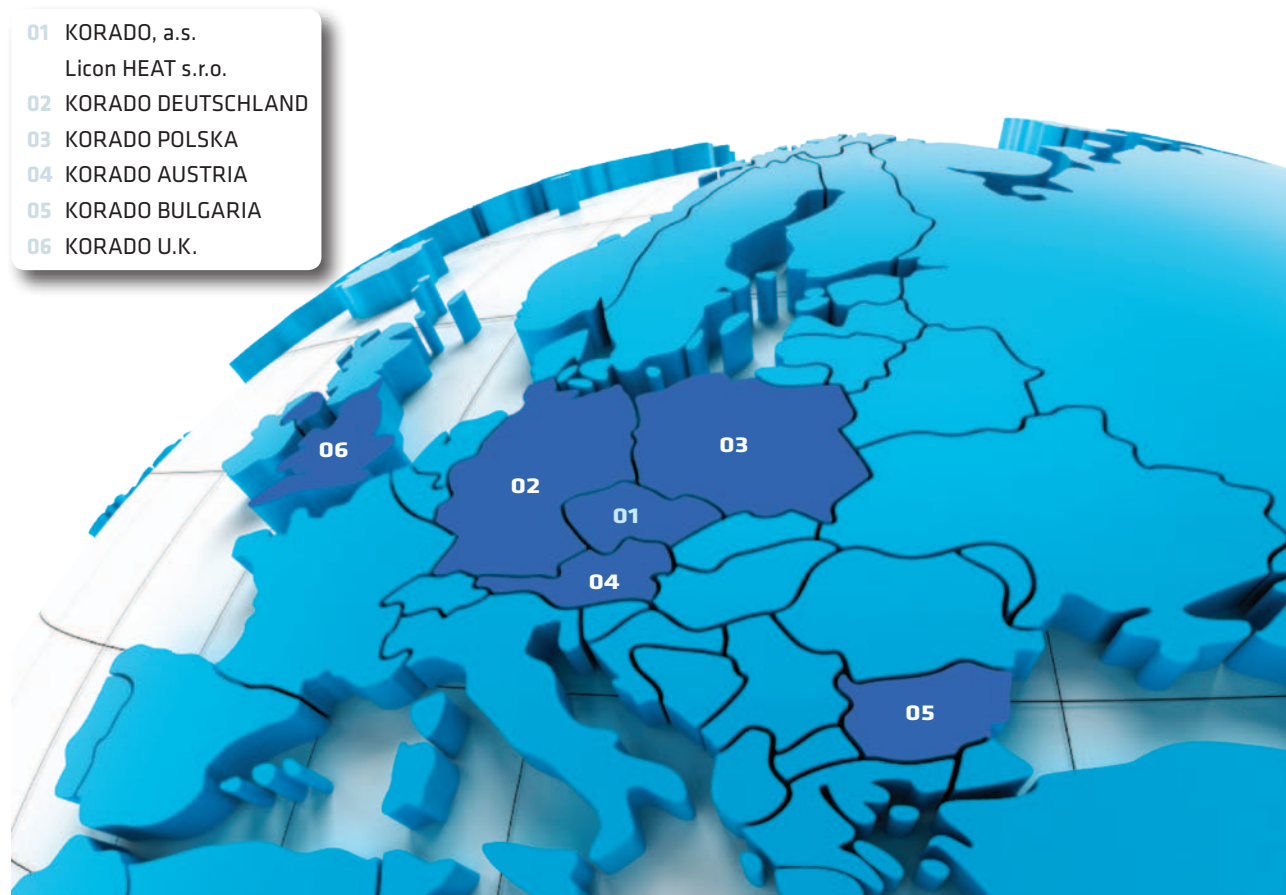 01 KORADO, a.s.
Licon HEAT s.r.o.
02 KORADO DEUTSCHLAND
03 KORADO POLSKA
04 KORADO AUSTRIA
05 KORADO BULGARIA
06 KORADO U.K.
06
03
02
01
04
05